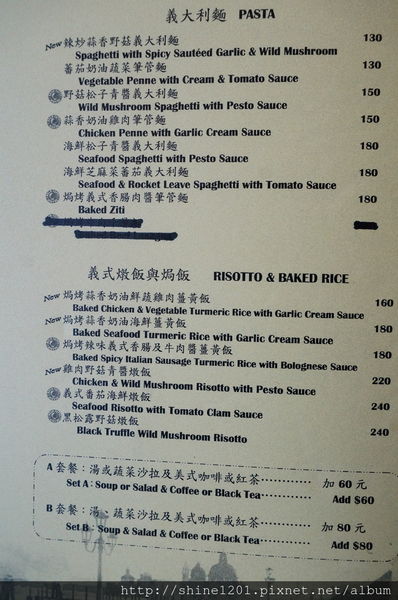 義大利麵 PASTA
New 辣炒蒜香野菇義大利麵 130
Spaghetti with Spicy Sautéed Garlic & Wild Mushroom
蕃茄奶油蔬菜筆管麵 130
Vegetable Penne with Cream & Tomato Sauce
野菇松子青醬義大利麵 150
Wild Mushroom Spaghetti with Pesto Sauce
蒜香奶油雞肉筆管麵 150
Chicken Penne with Garlic Cream Sauce
海鮮松子青醬義大利麵 180
Seafood Spaghetti with Pesto Sauce
海鮮芝麻菜蕃茄義大利麵 180
Seafood & Rocket Leave Spaghetti with Tomato Sauce
焗烤義式香腸肉醬筆管麵 180
Baked Ziti
義式燉飯與焗飯 RISOTTO & BAKED RICE
New 焗烤蒜香奶油鮮蔬雞肉薑黃飯 160
Baked Chicken & Vegetable Turmeric Rice with Garlic Cream Sauce
New 焗烤蒜香奶油海鮮薑黃飯 180
Baked Seafood Turmeric Rice with Garlic Cream Sauce
焗烤辣味義式香腸及牛肉醬薑黃飯 180
Baked Spicy Italian Sausage Turmeric Rice with Bolognese Sauce
New 雞肉野菇青醬燉飯 220
Chicken & Wild Mushroom Risotto with Pesto Sauce
義式蕃茄海鮮燉飯 240
Seafood Risotto with Tomato Clam Sauce
黑松露野菇燉飯 240
Black Truffle Wild Mushroom Risotto
A 套餐：湯或蔬菜沙拉及美式咖啡或紅茶………… 加 60 元
Set A : Soup or Salad & Coffee or Black Tea………… Add $60
B 套餐：湯、蔬菜沙拉及美式咖啡或紅茶………… 加 80 元
Set B : Soup & Salad & Coffee or Black Tea………… Add $80
http://shine1201.pixnet.net/album